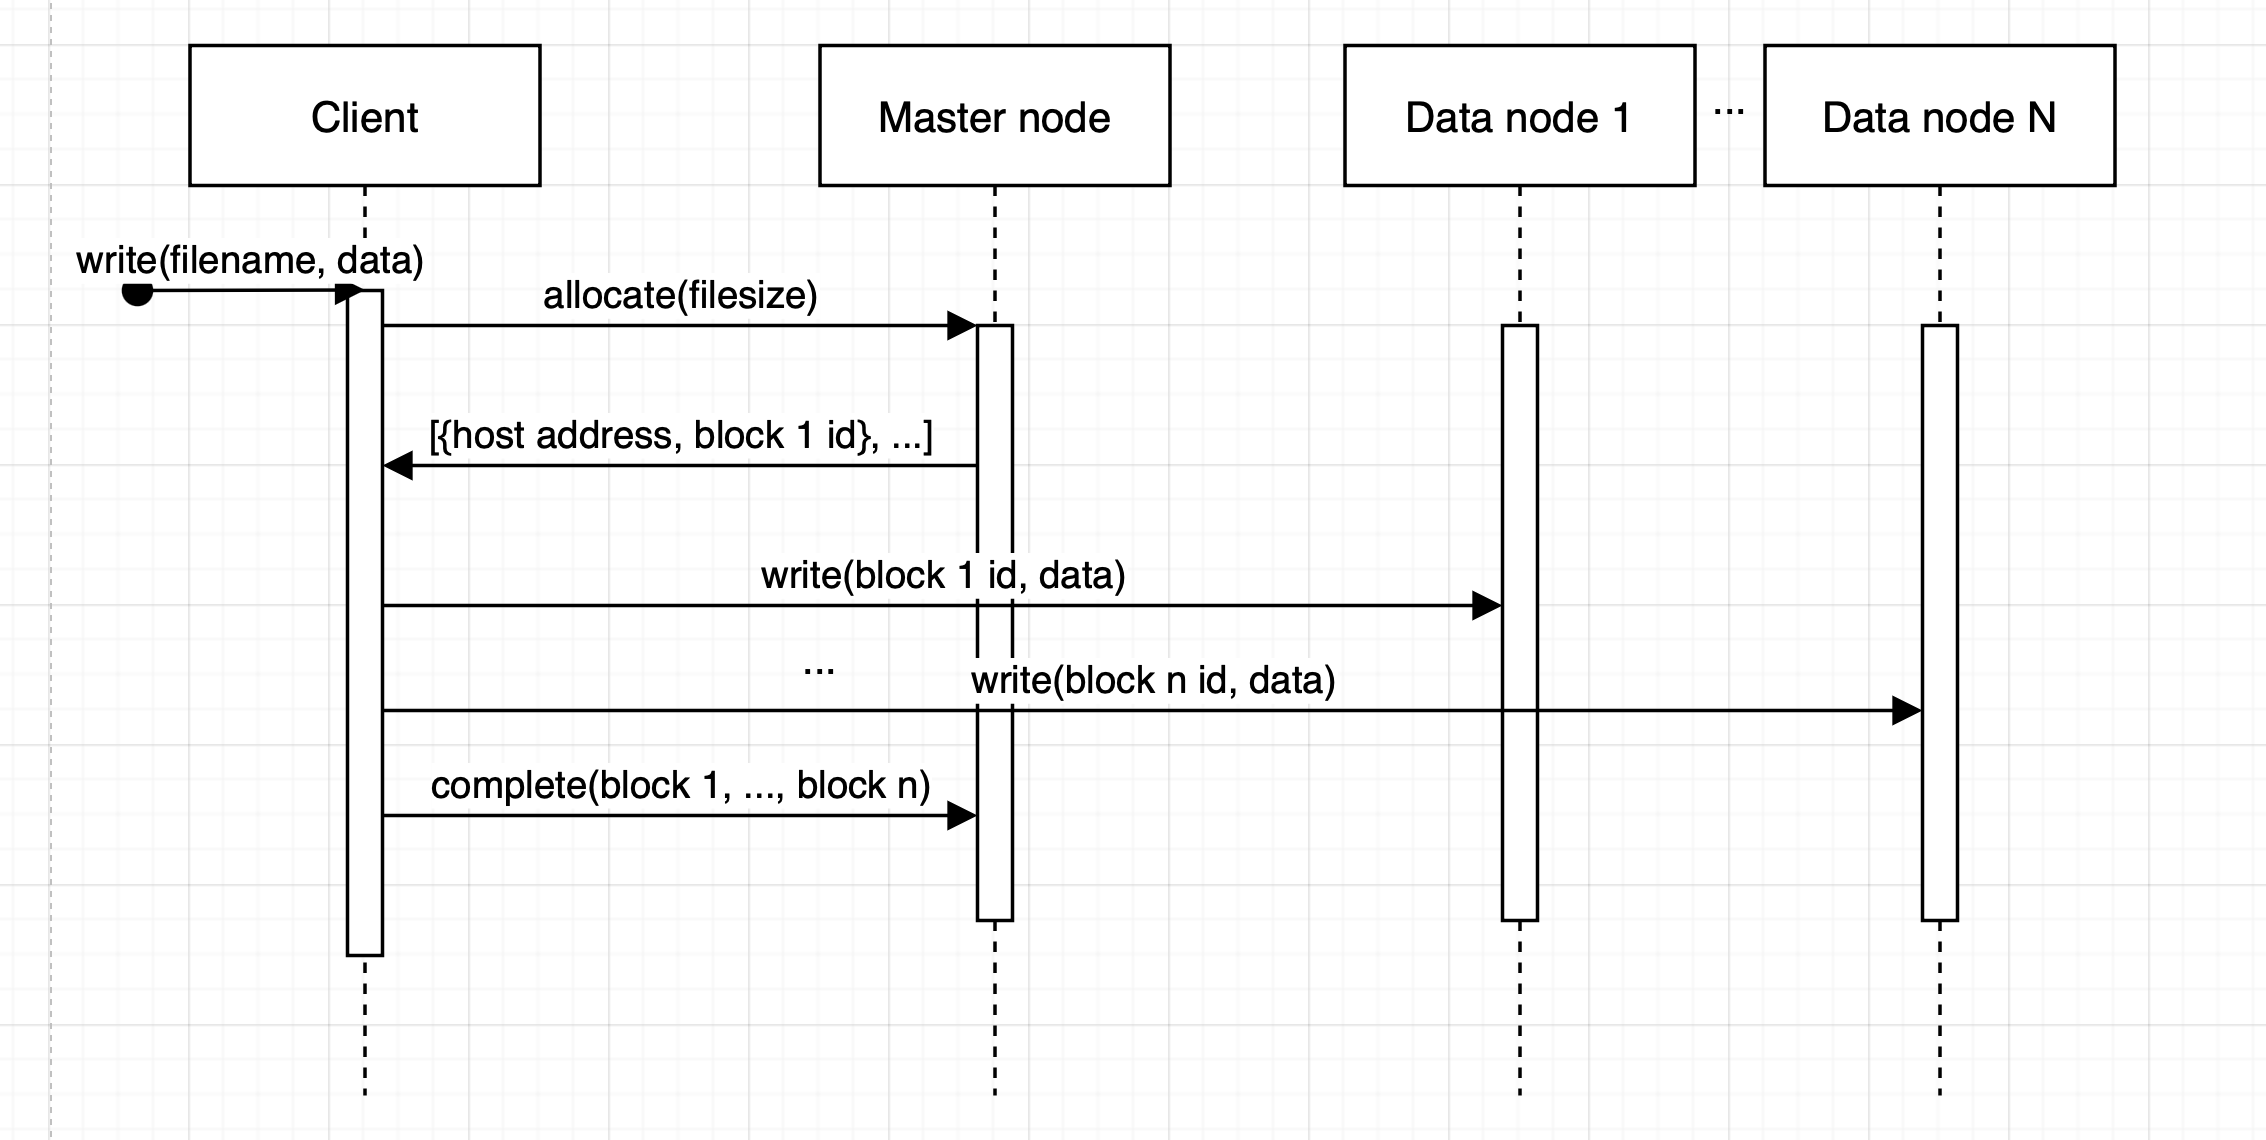 Client
Master node
Data node 1
...
Data node N
write(filename, data)
allocate(filesize)
[{host address, block 1 id}, ...]
write(block 1 id, data)
...
write(block n id, data)
complete(block 1, ..., block n)